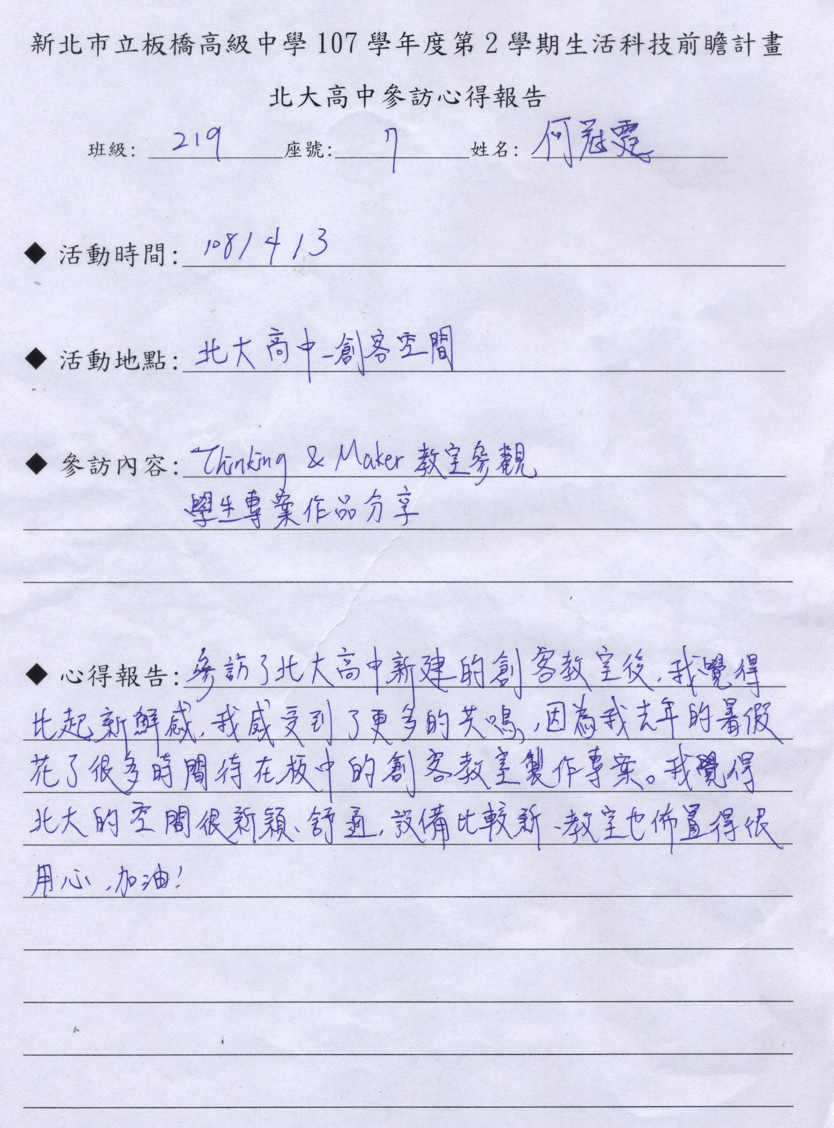 新北市立板橋高級中學 107 學年度第 2 學期生活科技前瞻計畫
北大高中參訪心得報告
班級: 219 座號: 7 姓名: 何冠霆
◆ 活動時間: 108/4/13
◆ 活動地點: 北大高中-創客空間
◆ 參訪內容: Thinking & Maker 教室參觀
學生專案作品分享
◆ 心得報告: 參訪了北大高中新建的創客教室後,我覺得
比起新鮮感,我感受到了更多的共鳴,因為我去年的暑假
花了很多時間待在板中的創客教室製作專案。我覺得
北大的空間很新穎、舒適,設備比較新、教室也佈置得很
用心,加油!